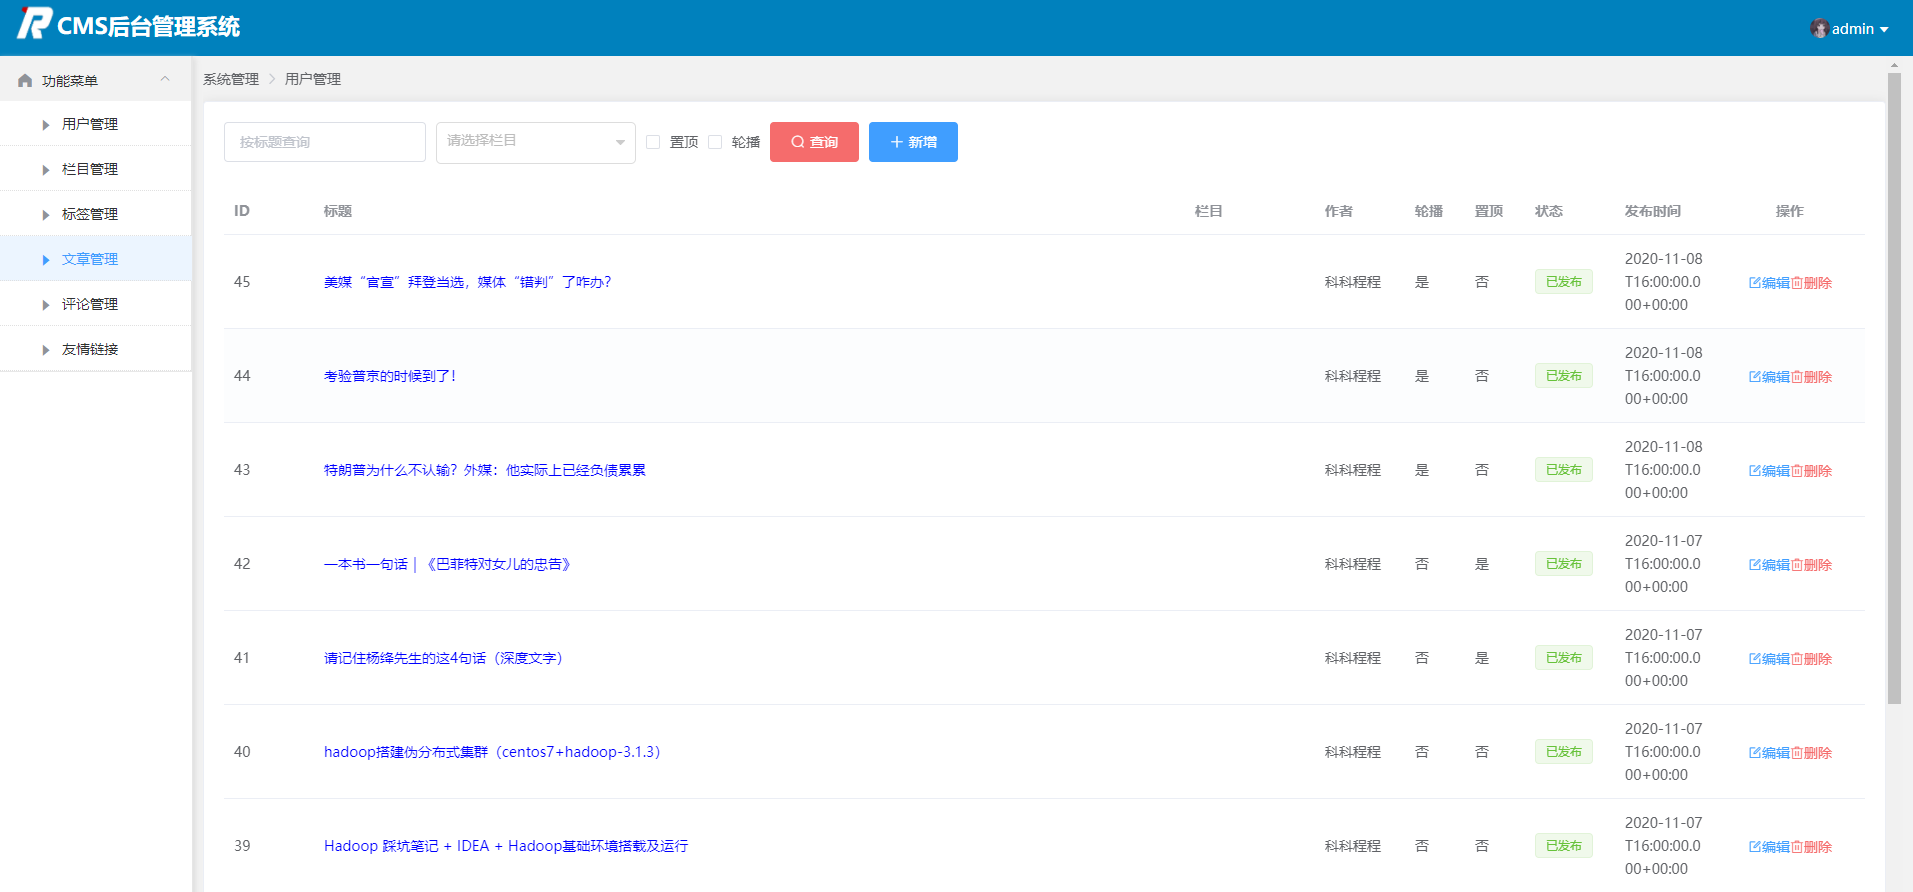 CMS后台管理系统
admin
功能菜单
用户管理
栏目管理
标签管理
文章管理
评论管理
友情链接
系统管理 > 用户管理
按标题查询 请选择栏目 置顶 轮播 查询 + 新增
ID 标题 栏目 作者 轮播 置顶 状态 发布时间 操作
45 美媒“官宣”拜登当选，媒体“错判”了咋办？ 科科程程 是 否 已发布 2020-11-08
T16:00:00.0
00+00:00
编辑删除
44 考验普京的时候到了！ 科科程程 是 否 已发布 2020-11-08
T16:00:00.0
00+00:00
编辑删除
43 特朗普为什么不认输？外媒：他实际上已经负债累累 科科程程 是 否 已发布 2020-11-08
T16:00:00.0
00+00:00
编辑删除
42 一本书一句话 | 《巴菲特对女儿的忠告》 科科程程 否 是 已发布 2020-11-07
T16:00:00.0
00+00:00
编辑删除
41 请记住杨绛先生的这4句话（深度文字） 科科程程 否 是 已发布 2020-11-07
T16:00:00.0
00+00:00
编辑删除
40 hadoop搭建伪分布式集群（centos7+hadoop-3.1.3） 科科程程 否 否 已发布 2020-11-07
T16:00:00.0
00+00:00
编辑删除
39 Hadoop 踩坑笔记 + IDEA + Hadoop基础环境搭载及运行 科科程程 否 否 已发布 2020-11-07
T16:00:00.0
00+00:00
编辑删除